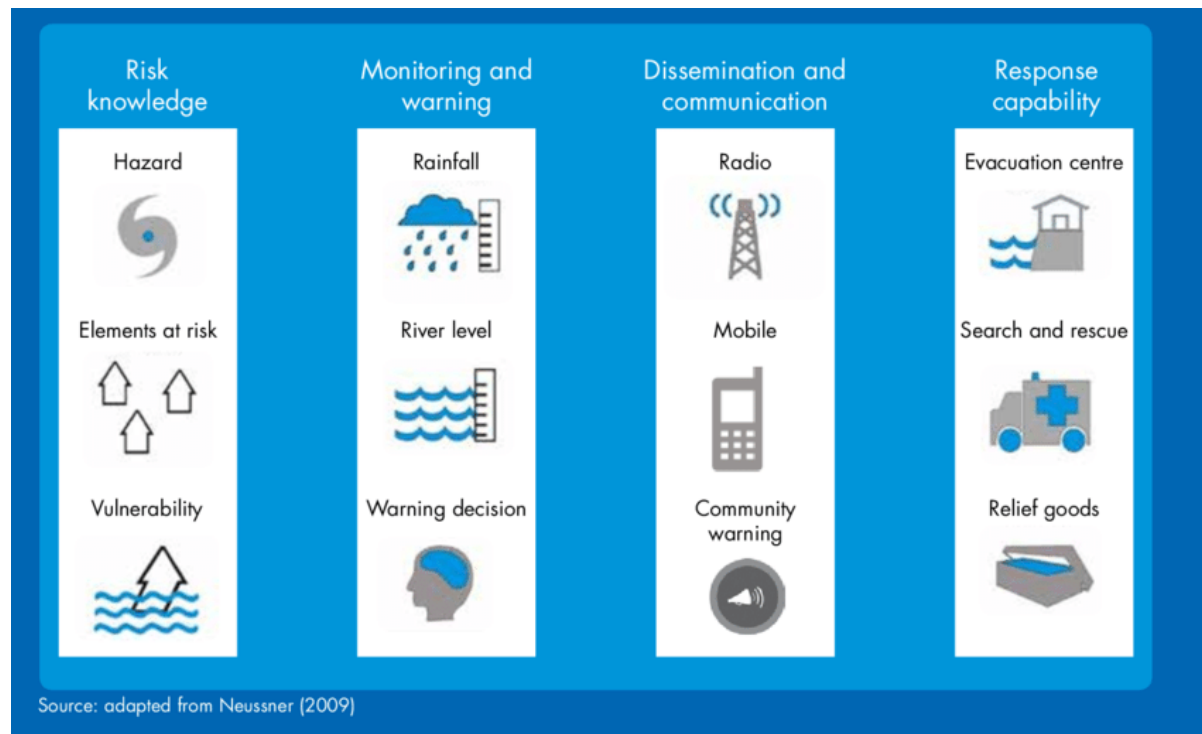 Risk
knowledge
Hazard
Elements at risk
Vulnerability
Monitoring and
warning
Rainfall
River level
Warning decision
Dissemination and
communication
Radio
Mobile
Community
warning
Response
capability
Evacuation centre
Search and rescue
Relief goods
Source: adapted from Neussner (2009)